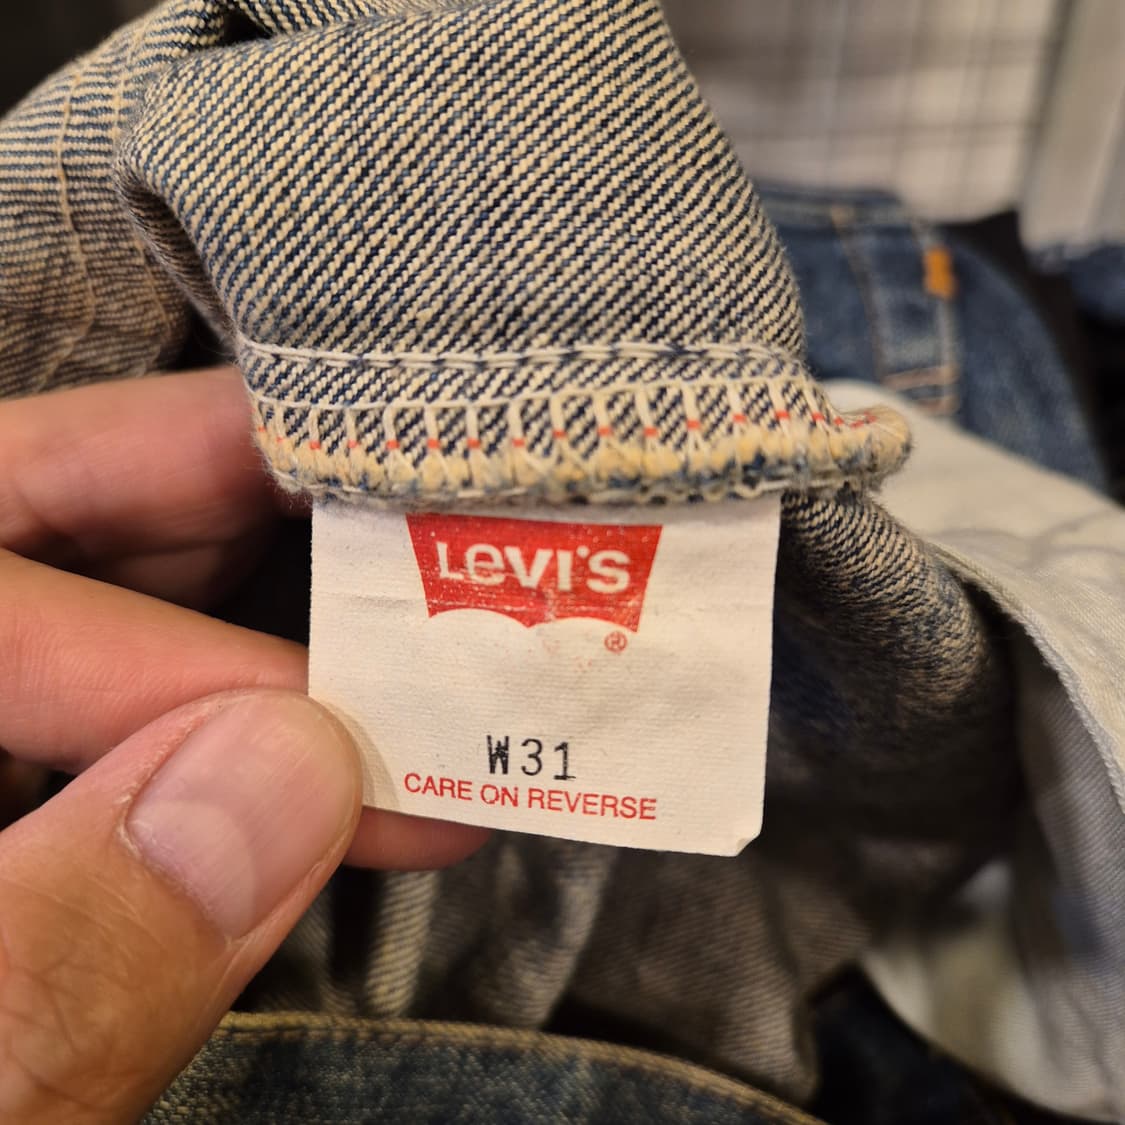 LEVI'S
®
W31
CARE ON REVERSE